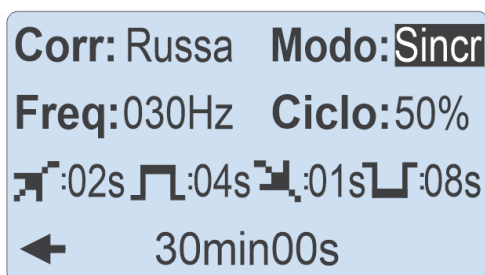 Corr: Russa Modo: Sincr
Freq:030Hz Ciclo:50%
:02s :04s :01s :08s
30min00s